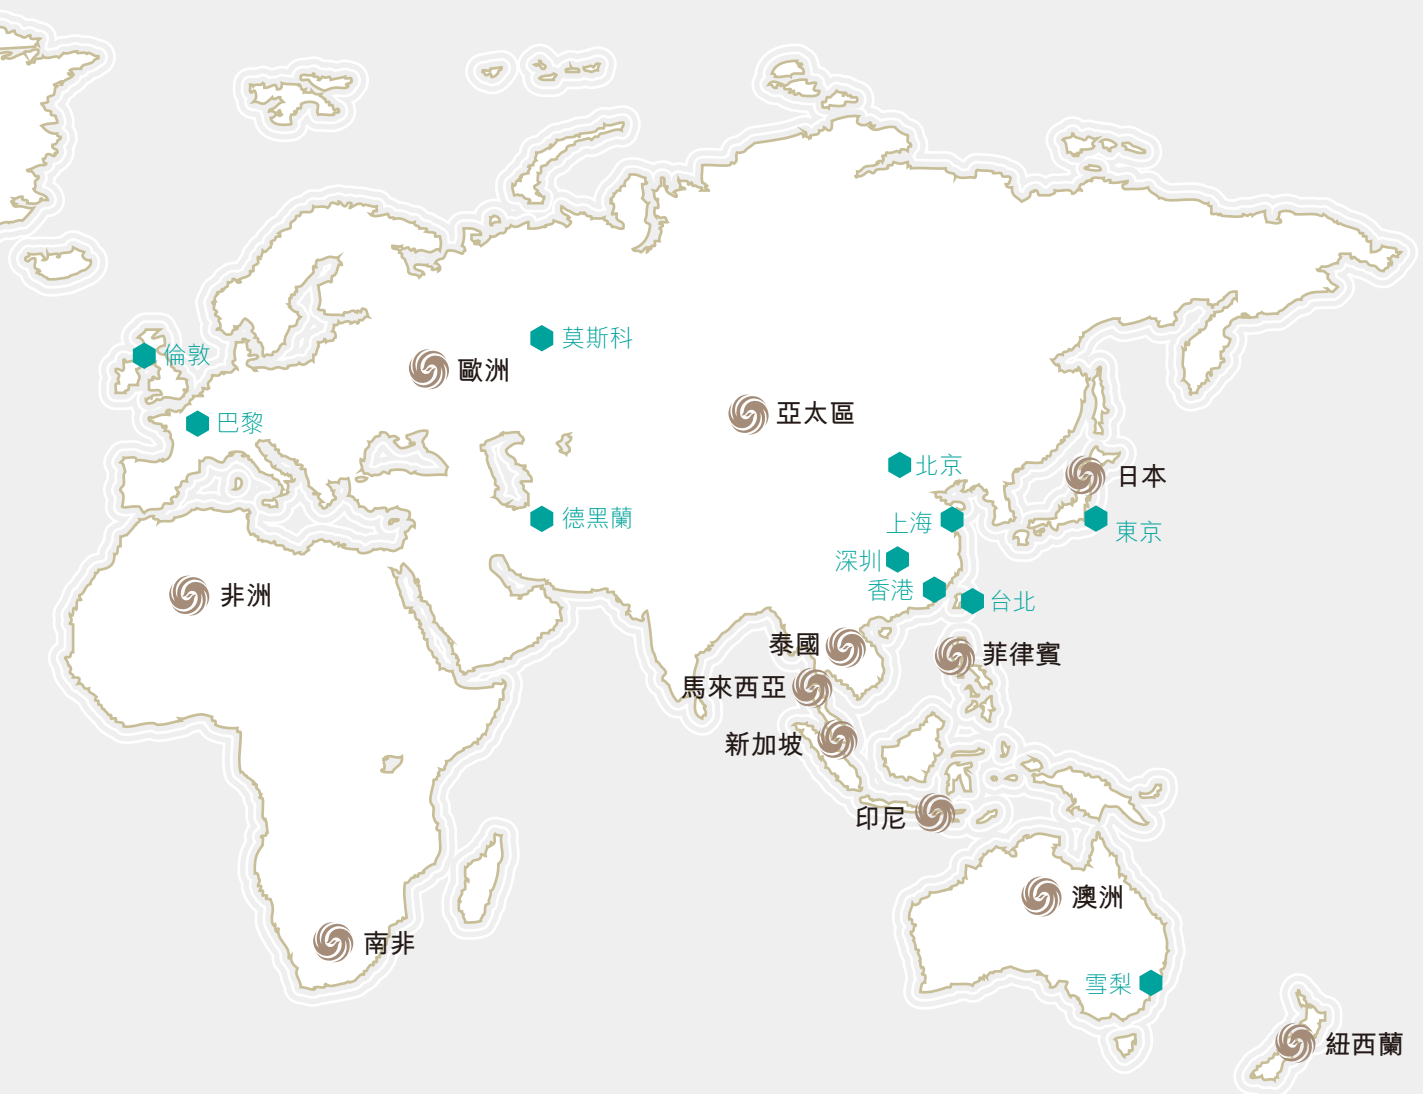 莫斯科
倫敦
歐洲
亞太區
巴黎
北京
日本
德黑蘭
上海
東京
深圳
香港
非洲
台北
泰國
菲律賓
馬來西亞
新加坡
印尼
澳洲
南非
雪梨
紐西蘭